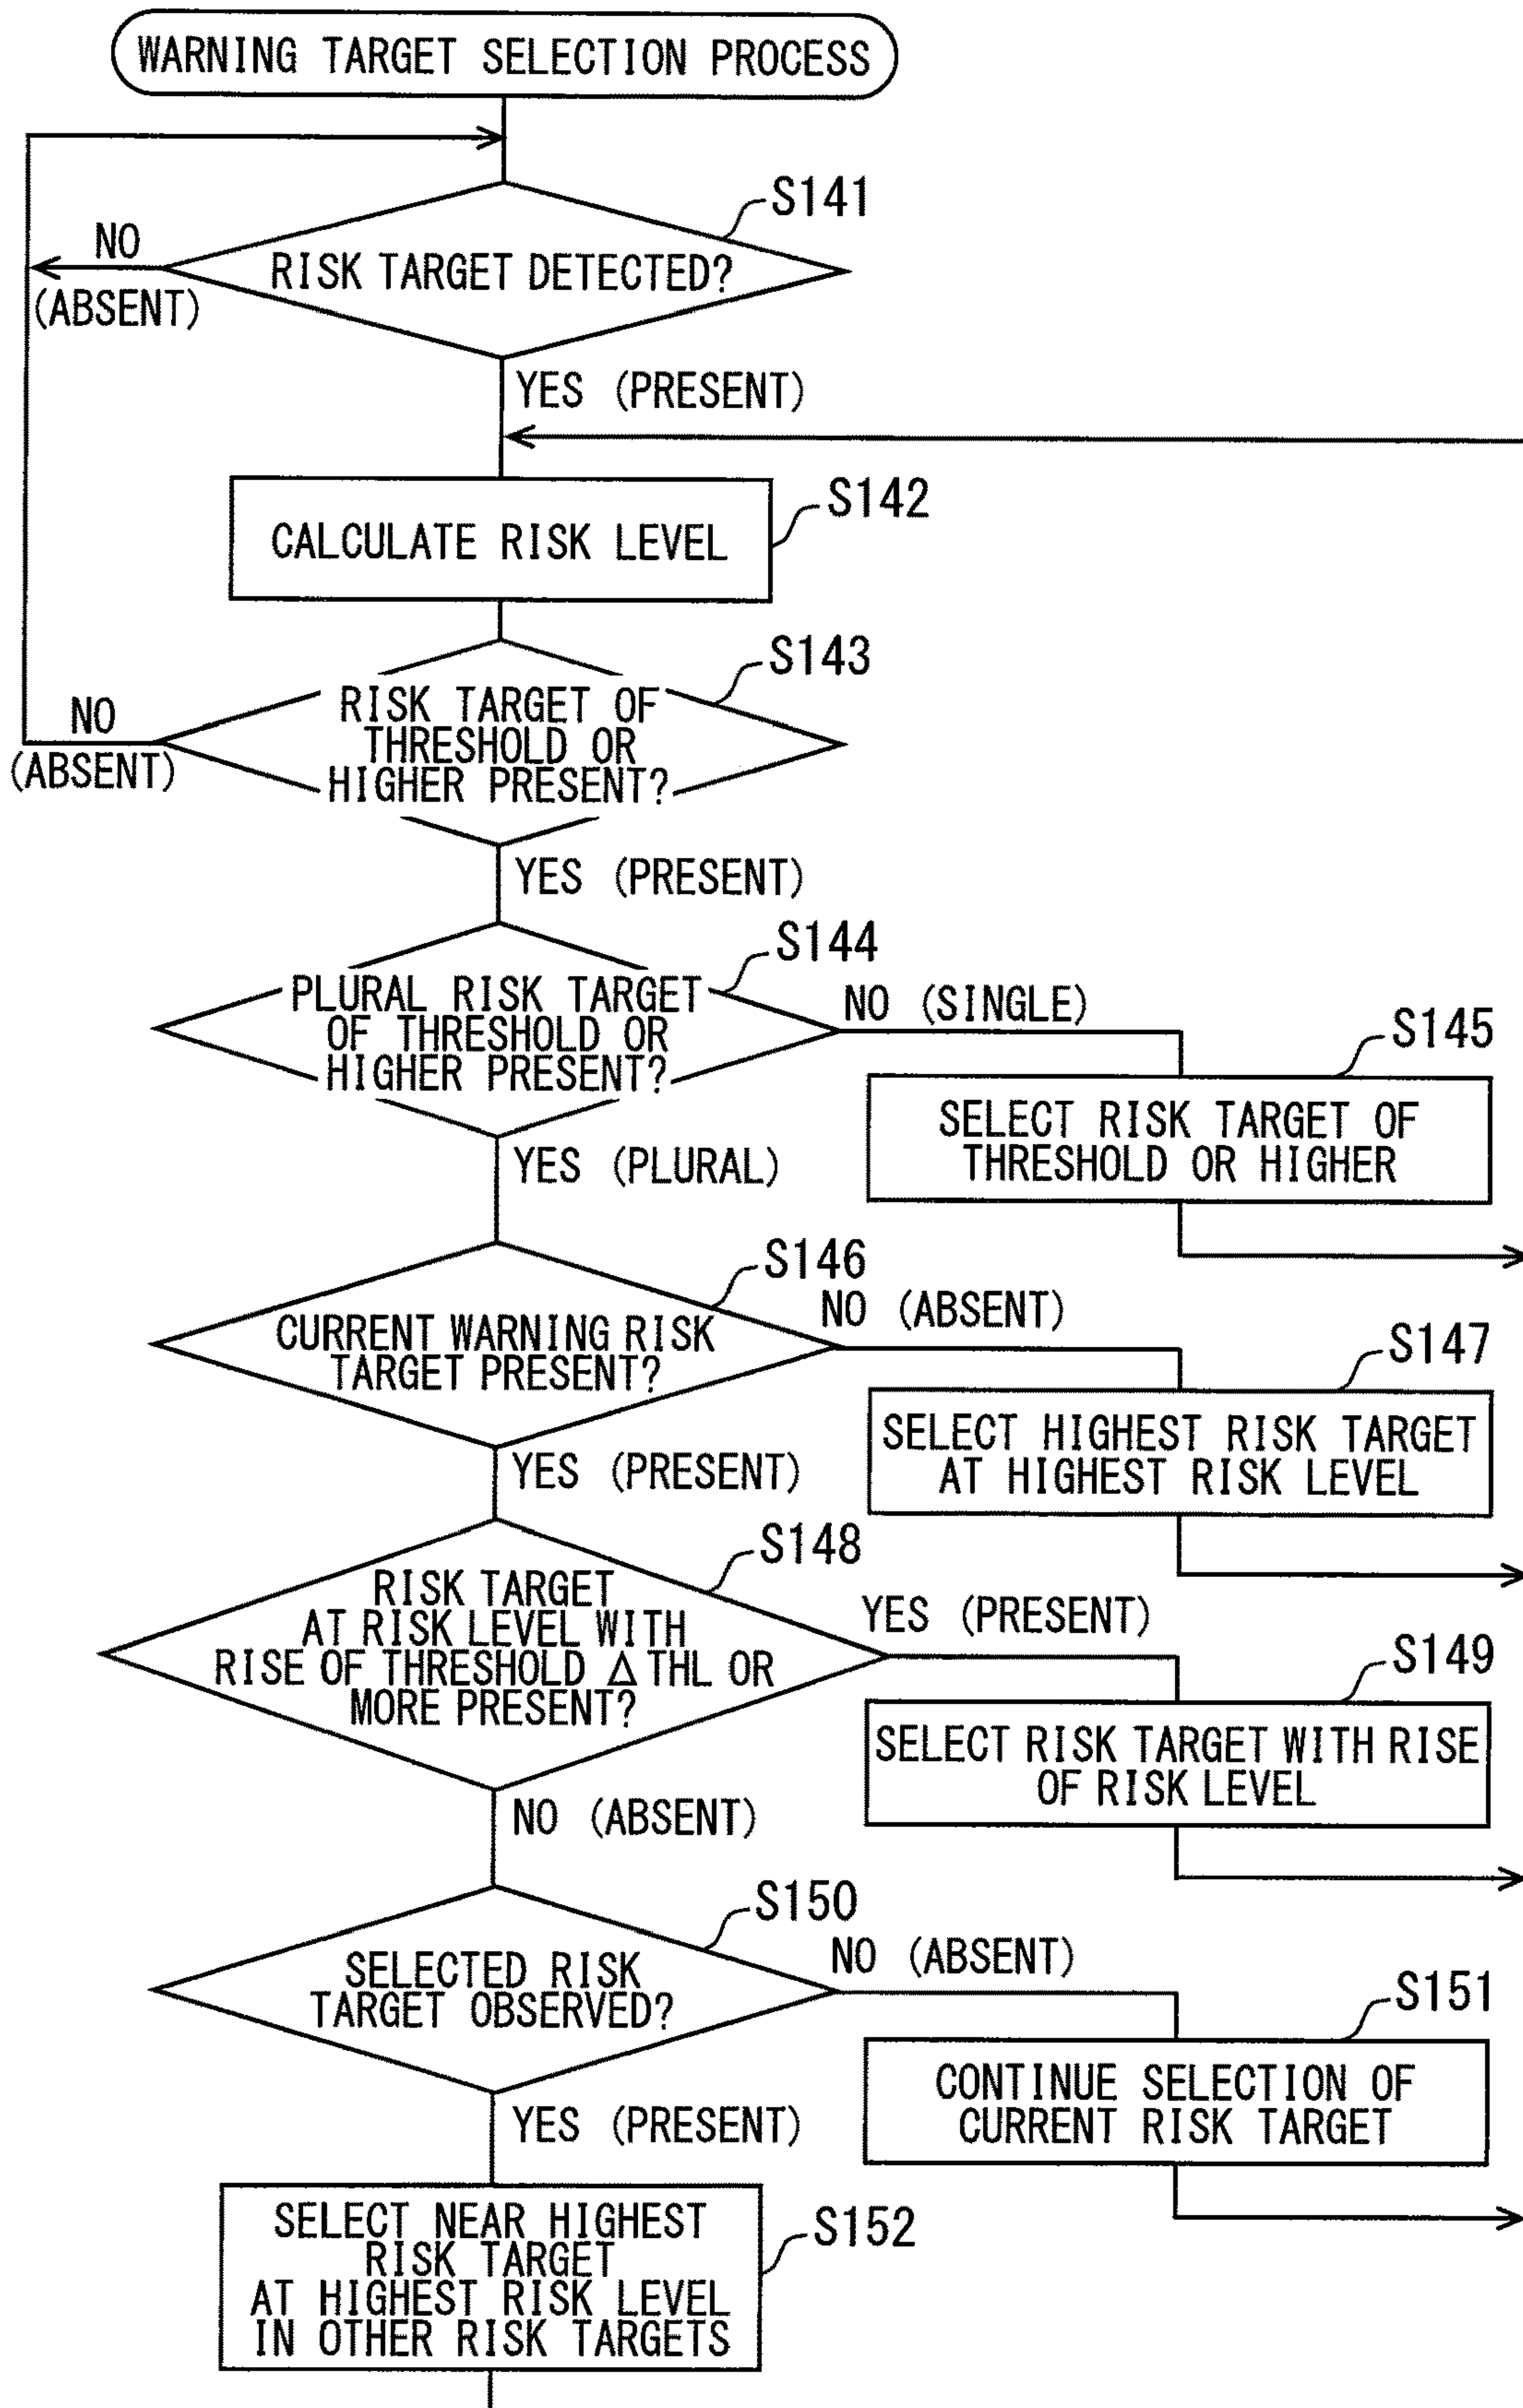 WARNING TARGET SELECTION PROCESS
S141
NO
(ABSENT)
RISK TARGET DETECTED?
YES (PRESENT)
S142
CALCULATE RISK LEVEL
S143
NO
(ABSENT)
RISK TARGET OF
THRESHOLD OR
HIGHER PRESENT?
YES (PRESENT)
S144
PLURAL RISK TARGET
OF THRESHOLD OR
HIGHER PRESENT?
NO (SINGLE)
S145
SELECT RISK TARGET OF
THRESHOLD OR HIGHER
YES (PLURAL)
S146
CURRENT WARNING RISK
TARGET PRESENT?
NO (ABSENT)
S147
SELECT HIGHEST RISK TARGET
AT HIGHEST RISK LEVEL
YES (PRESENT)
S148
RISK TARGET
AT RISK LEVEL WITH
RISE OF THRESHOLD Δ THL OR
MORE PRESENT?
YES (PRESENT)
S149
SELECT RISK TARGET WITH RISE
OF RISK LEVEL
NO (ABSENT)
S150
SELECTED RISK
TARGET OBSERVED?
NO (ABSENT)
S151
CONTINUE SELECTION OF
CURRENT RISK TARGET
YES (PRESENT)
S152
SELECT NEAR HIGHEST
RISK TARGET
AT HIGHEST RISK LEVEL
IN OTHER RISK TARGETS